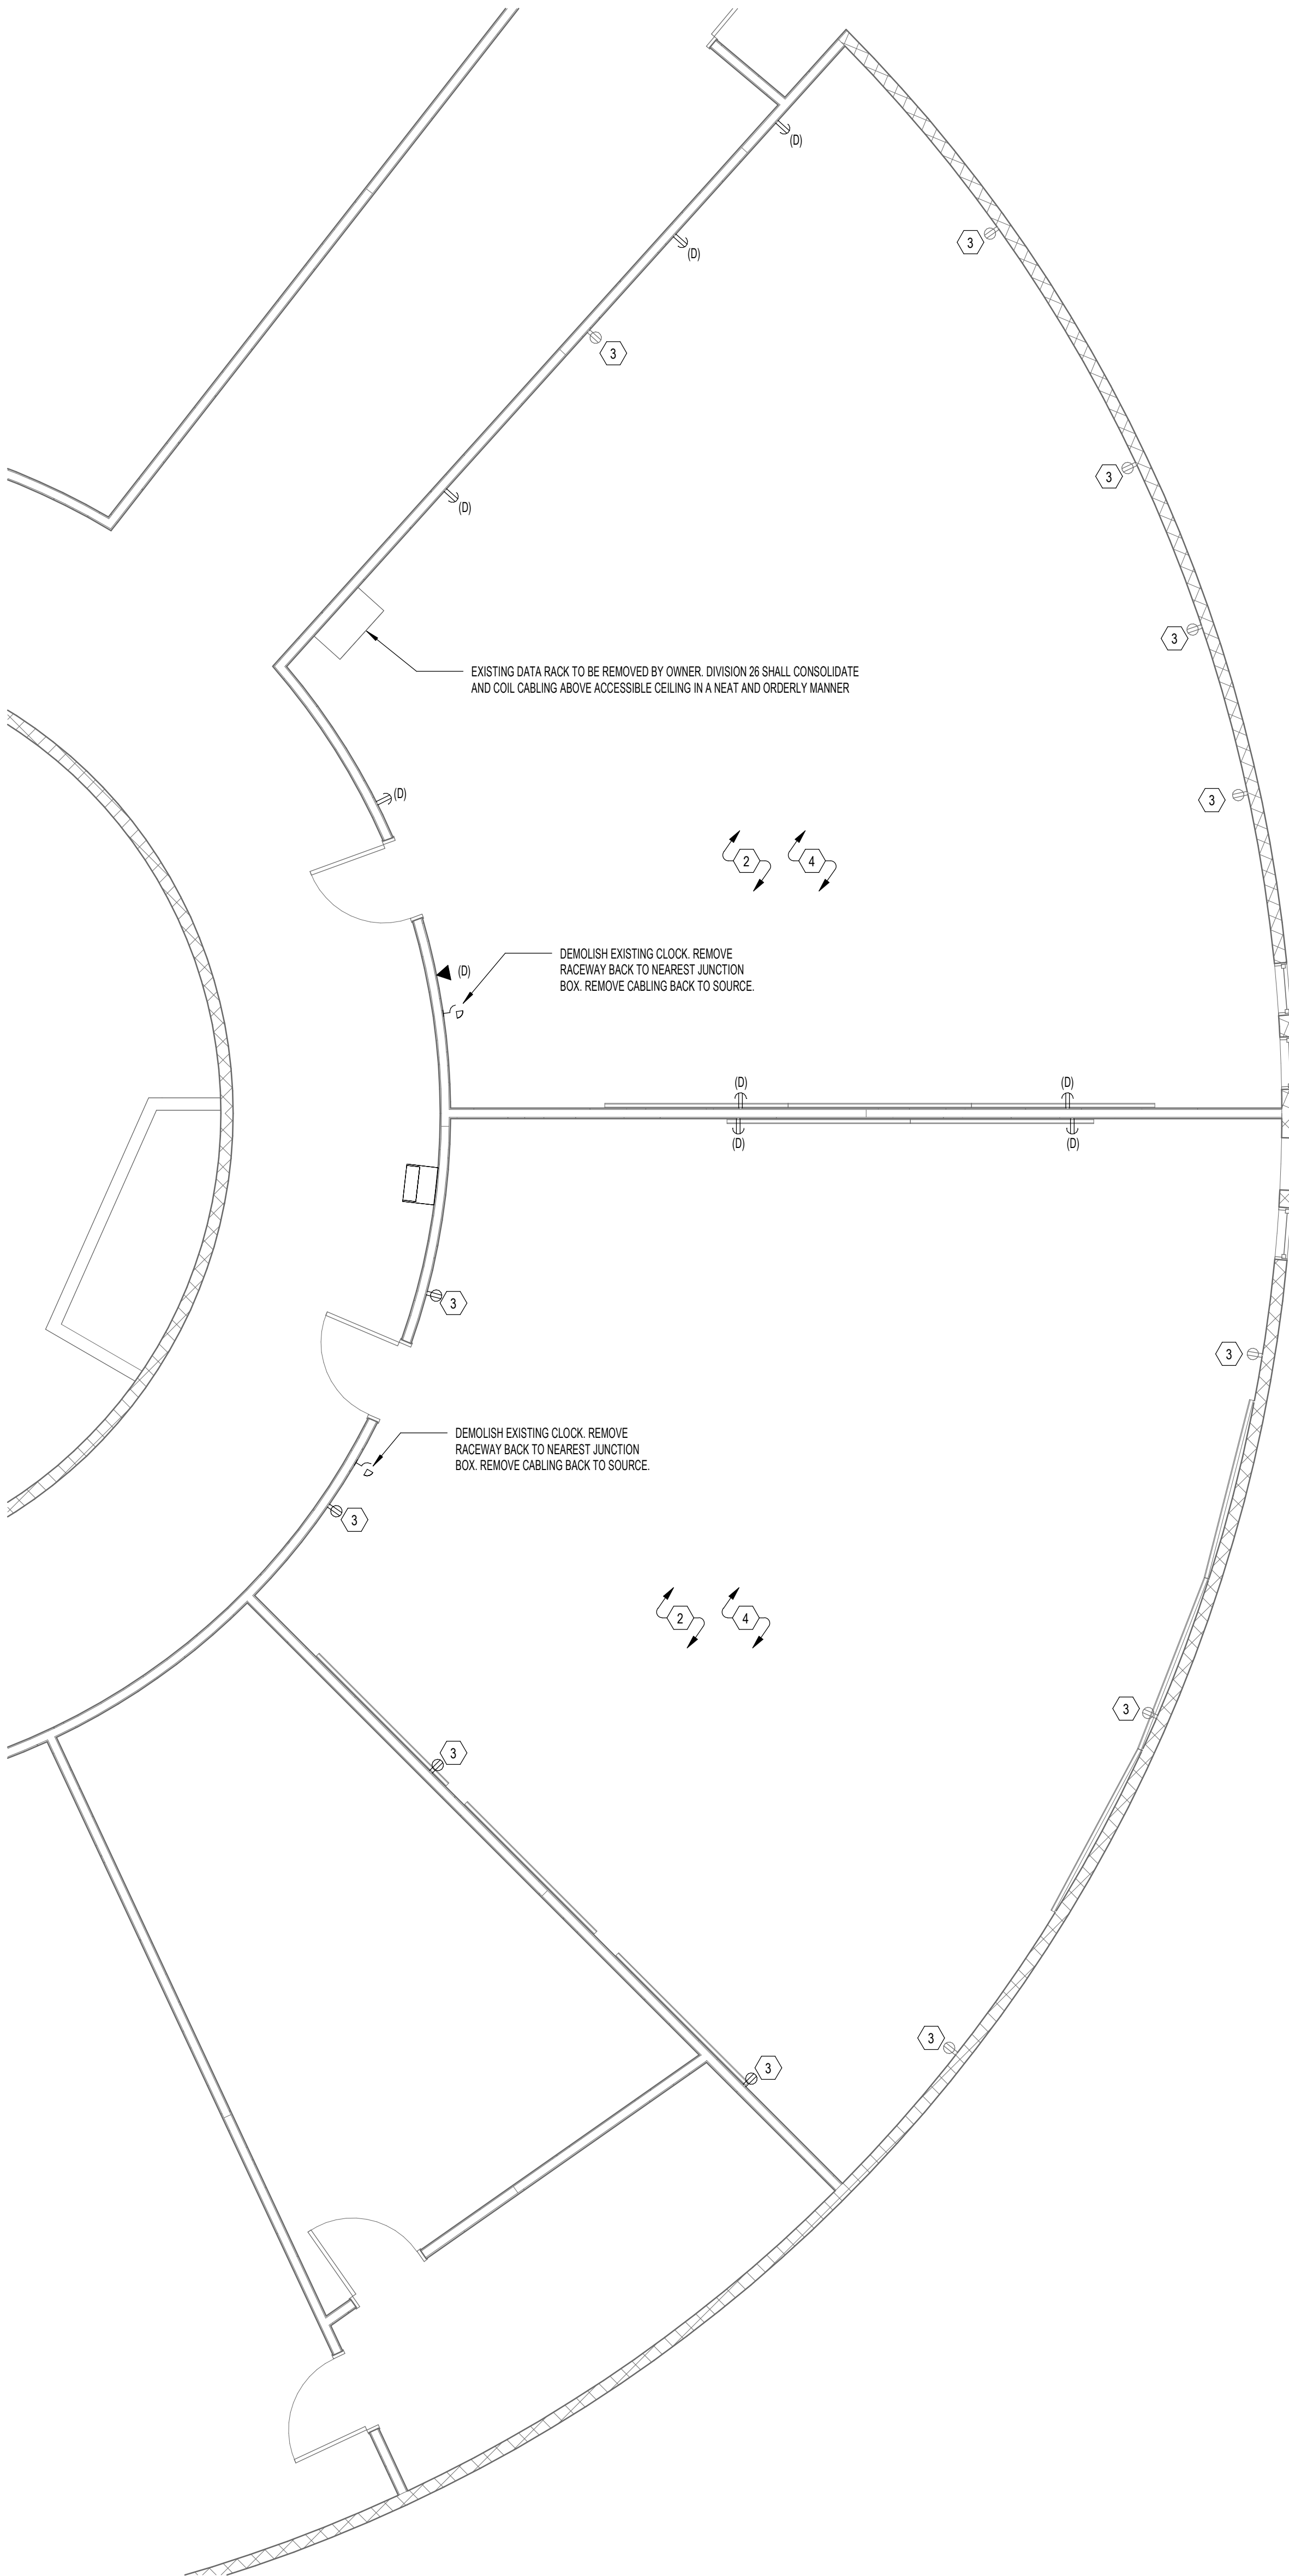 (D)
3
(D)
3
3
(D)
3
EXISTING DATA RACK TO BE REMOVED BY OWNER. DIVISION 26 SHALL CONSOLIDATE
AND COIL CABLING ABOVE ACCESSIBLE CEILING IN A NEAT AND ORDERLY MANNER
(D)
3
2
4
DEMOLISH EXISTING CLOCK. REMOVE
RACEWAY BACK TO NEAREST JUNCTION
BOX. REMOVE CABLING BACK TO SOURCE.
(D)
(D)
(D)
(D)
(D)
3
3
DEMOLISH EXISTING CLOCK. REMOVE
RACEWAY BACK TO NEAREST JUNCTION
BOX. REMOVE CABLING BACK TO SOURCE.
3
2
4
3
3
3
3